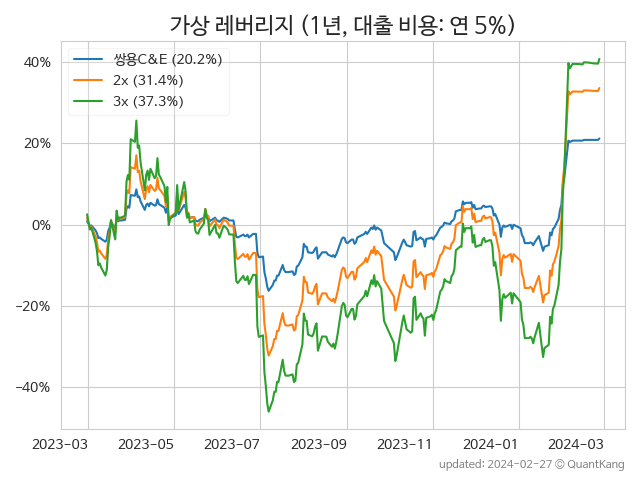 가상 레버리지 (1년, 대출 비용: 연 5%)
쌍용C&E (20.2%)
2x (31.4%)
3x (37.3%)
40%
20%
0%
−20%
−40%
2023-03 2023-05 2023-07 2023-09 2023-11 2024-01 2024-03
updated: 2024-02-27 © QuantKang